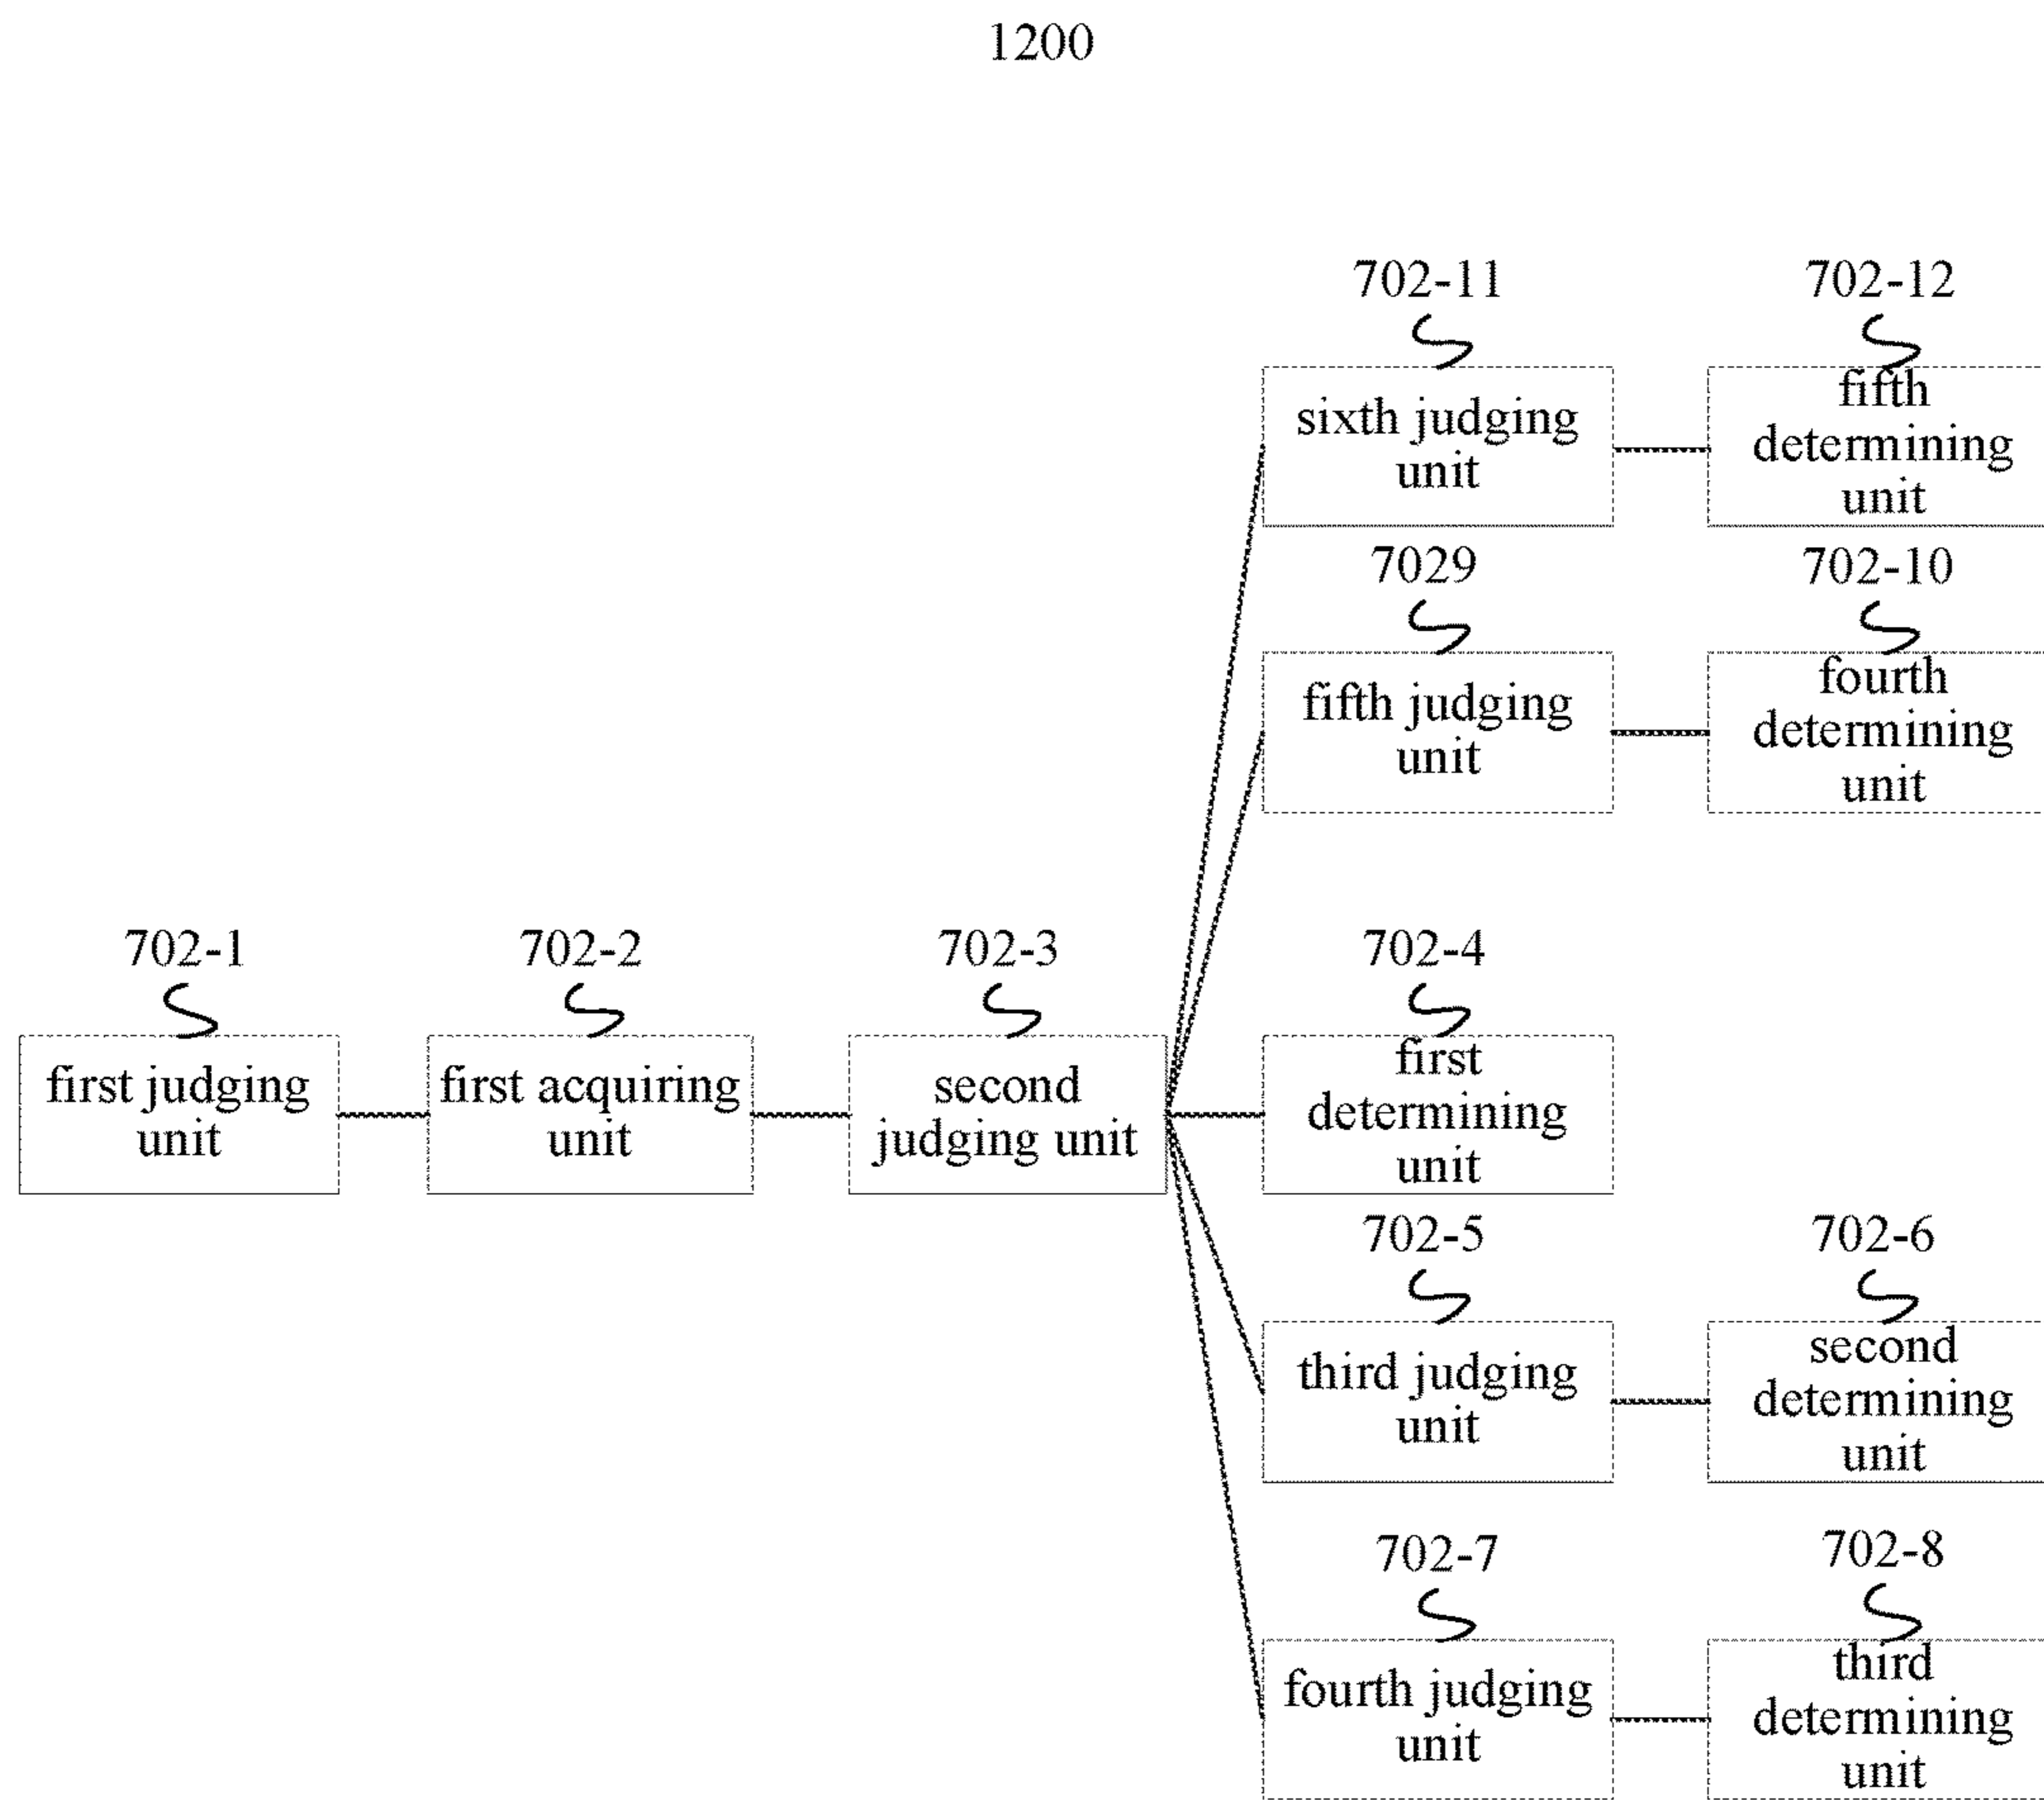 1200
702-11
702-12
sixth judging
unit
fifth
determining
unit
7029
702-10
fifth judging
unit
fourth
determining
unit
702-1
702-2
702-3
702-4
first judging
unit
first acquiring
unit
second
judging unit
first
determining
unit
702-5
702-6
third judging
unit
second
determining
unit
702-7
702-8
fourth judging
unit
third
determining
unit